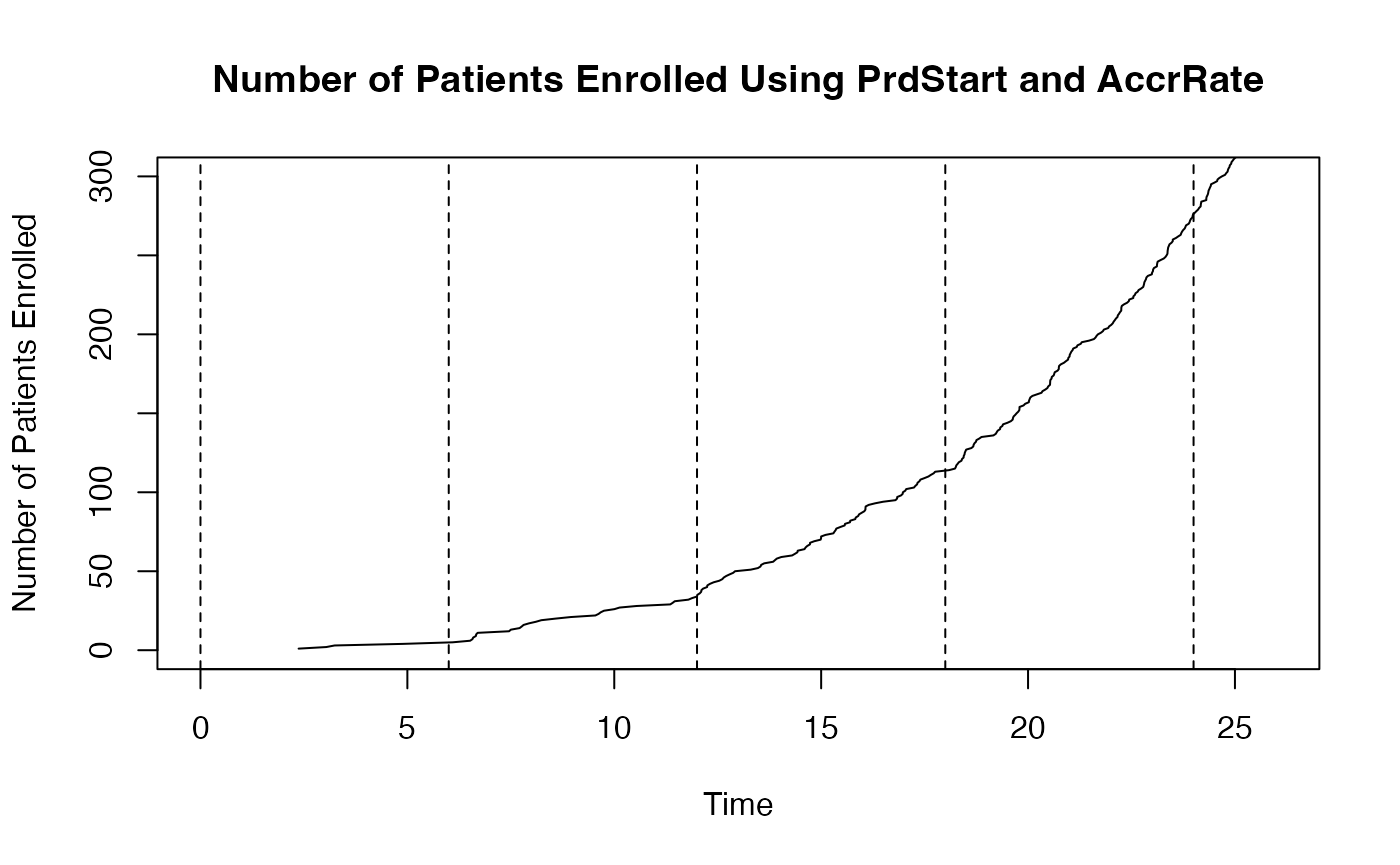 Number of Patients Enrolled Using PrdStart and AccrRate
Number of Patients Enrolled
300
200
100
50
0
0 5 10 15 20 25
Time